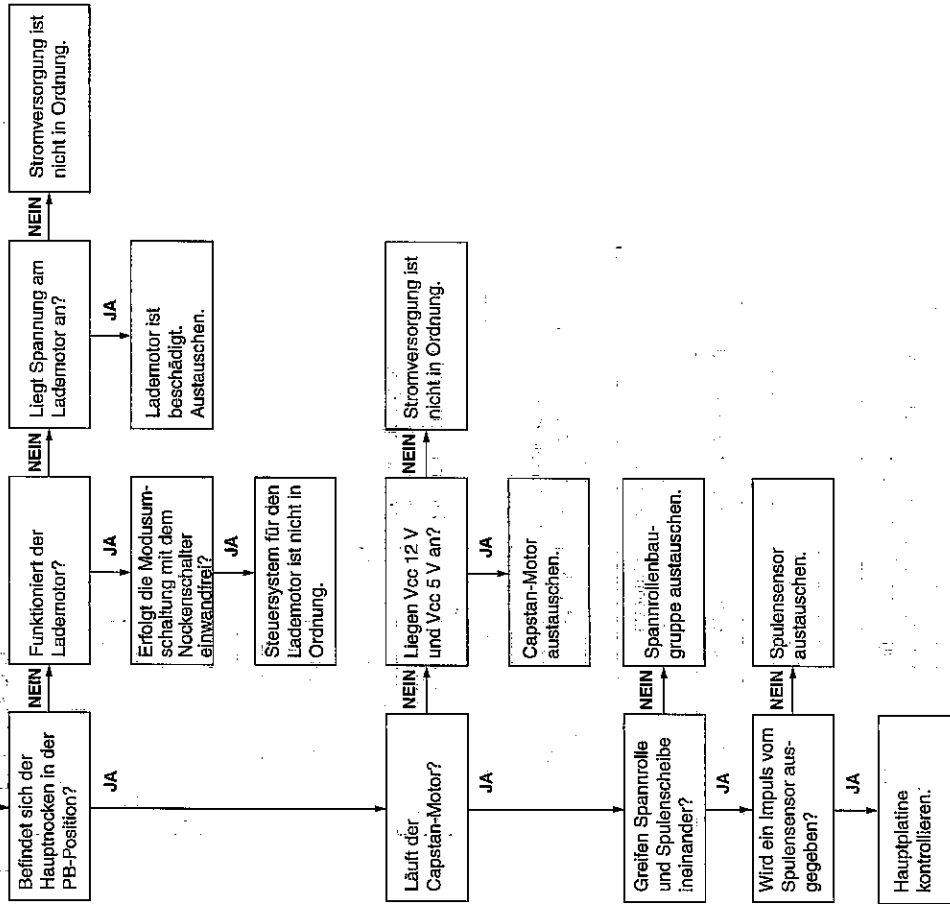 Befindet sich der
Hauptnocken in der
PB-Position?
NEIN
Funktioniert der
Lademotor?
NEIN
Liegt Spannung am
Lademotor an?
NEIN
Stromversorgung ist
nicht in Ordnung.
JA
JA
JA
Erfolgt die Modusum-
schaltung mit dem
Nockenschalter
einwandfrei?
Lademotor ist
beschädigt.
Austauschen.
JA
Steuersystem für den
Lademotor ist nicht in
Ordnung.
Läuft der
Capstan-Motor?
NEIN
Liegen Vcc 12 V
und Vcc 5 V an?
NEIN
Stromversorgung ist
nicht in Ordnung.
JA
JA
Capstan-Motor
austauschen.
Greifen Spannrolle
und Spulenscheibe
ineinander?
NEIN
Spannrollenbau-
gruppe austauschen.
JA
Wird ein Impuls vom
Spulensensor aus-
gegeben?
NEIN
Spulensensor
austauschen.
JA
Hauptplatine
kontrollieren.